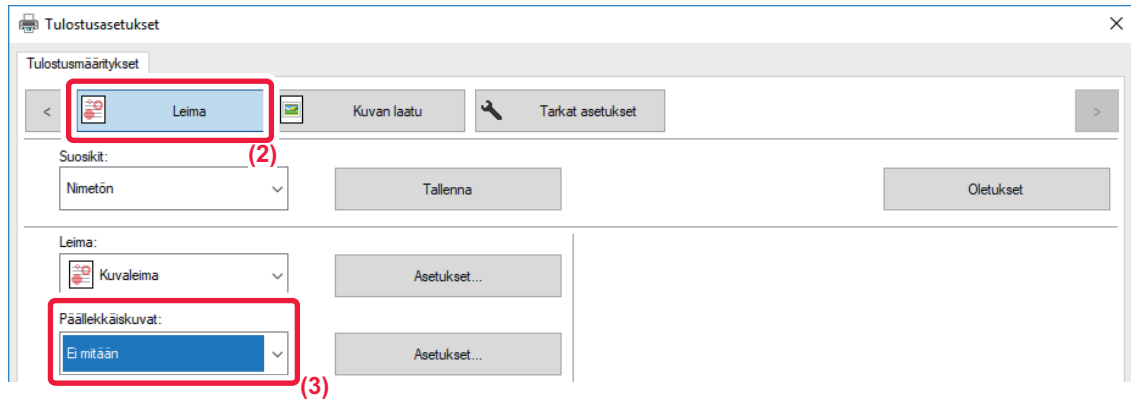 Tulostusasetukset
Tulostusmääritykset
< Leima Kuvan laatu Tarkat asetukset >
(2)
Suosikit:
Nimetön Tallenna Oletukset
Leima:
Kuvaleima Asetukset...
Päällekkäiskuvat:
Ei mitään Asetukset...
(3)